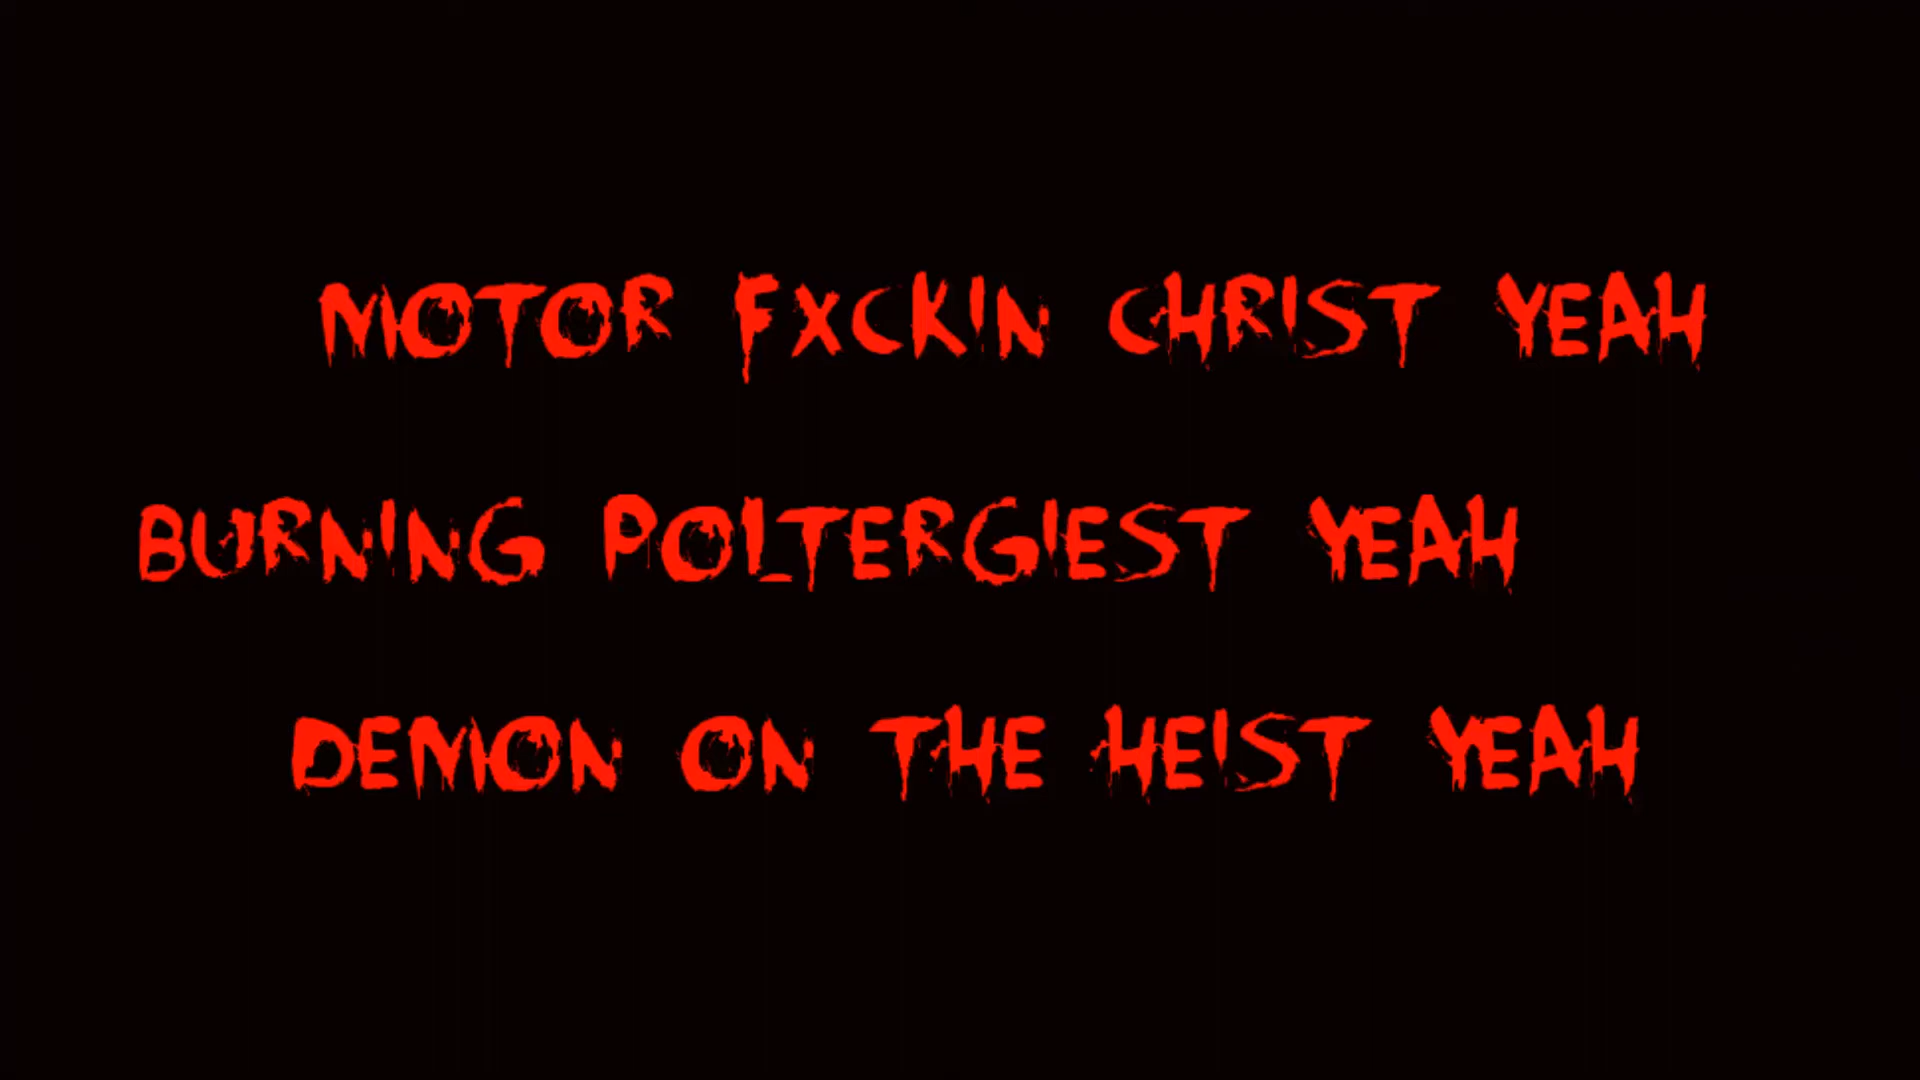 MOTOR FXCKIN CHRIST YEAH
BURNING POLTERGIEST YEAH
DEMON ON THE HEIST YEAH